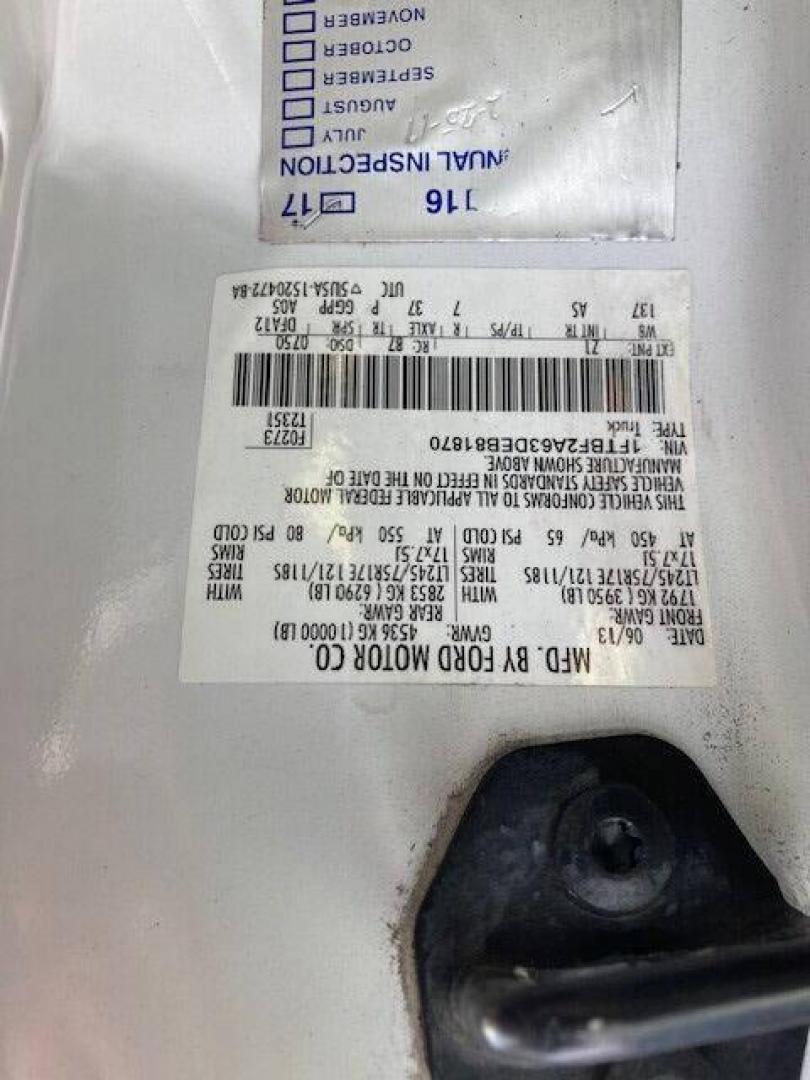 MFD. BY FORD MOTOR CO.
DATE: 06/13 GVWR: 4536 KG (10000 LB)
FRONT GAWR: REAR GAWR:
1792 KG (3950 LB) WITH 2853 KG (6290 LB) WITH
LT245/75R17E 121/118S TIRES LT245/75R17E 121/118S TIRES
17x7.5J RIMS 17x7.5J RIMS
AT 450 kPa/ 65 PSI COLD AT 550 kPa/ 80 PSI COLD
THIS VEHICLE CONFORMS TO ALL APPLICABLE FEDERAL MOTOR
VEHICLE SAFETY STANDARDS IN EFFECT ON THE DATE OF
MANUFACTURE SHOWN ABOVE.
VIN: 1FTBF2A63DEB81870 F0273
TYPE: Truck T2351
EXT PNT: Z1 RC: 87 DSO: 0750
WB INT TR TP/PS R AXLE TR SPR DFA12
137 AS 7 37 P GGPP A05
UTC SUSA-1520472-BA
16 17
NUAL INSPECTION
JULY
AUGUST
SEPTEMBER
OCTOBER
NOVEMBER